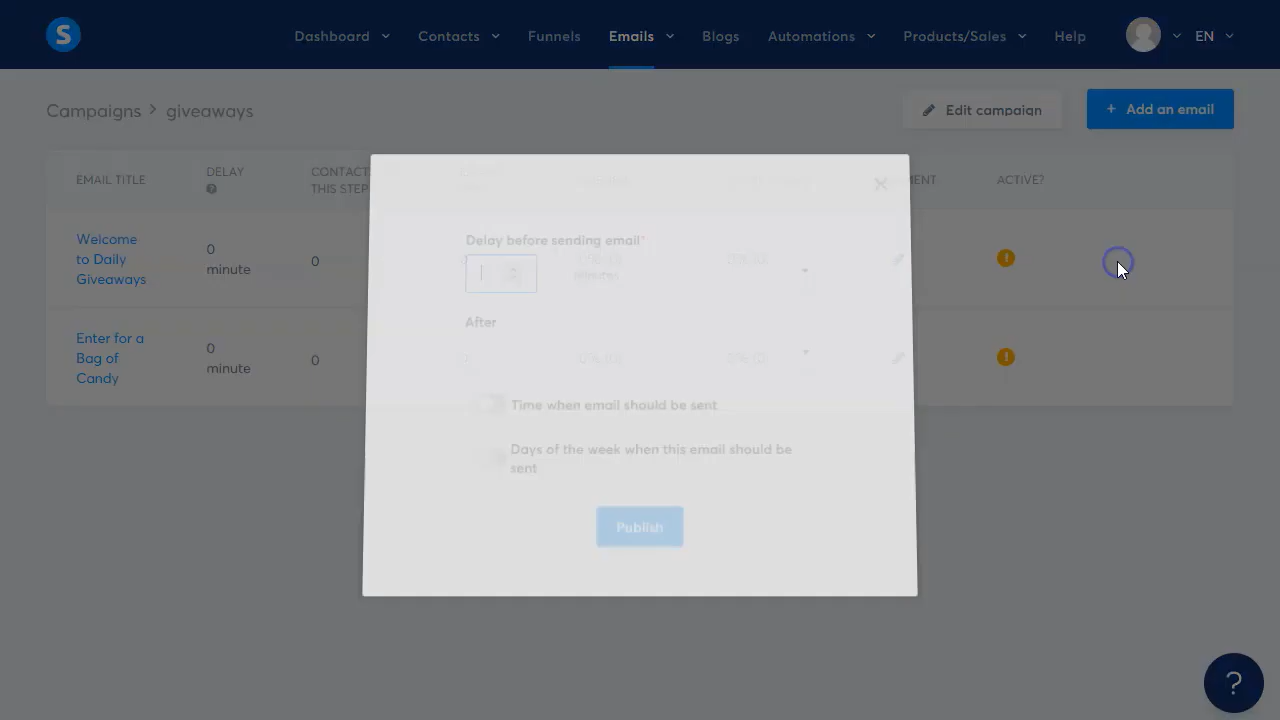 S Dashboard Contacts Funnels Emails Blogs Automations Products/Sales Help EN
Campaigns > giveaways
Edit campaign
+ Add an email
EMAIL TITLE
DELAY
?
CONTACT
THIS STEP
ACTIVE?
Welcome
to Daily
Giveaways
0
minute
0
Enter for a
Bag of
Candy
0
minute
0
×
Delay before sending email*
Minutes
After
Time when email should be sent
Days of the week when this email should be
sent
Publish
?